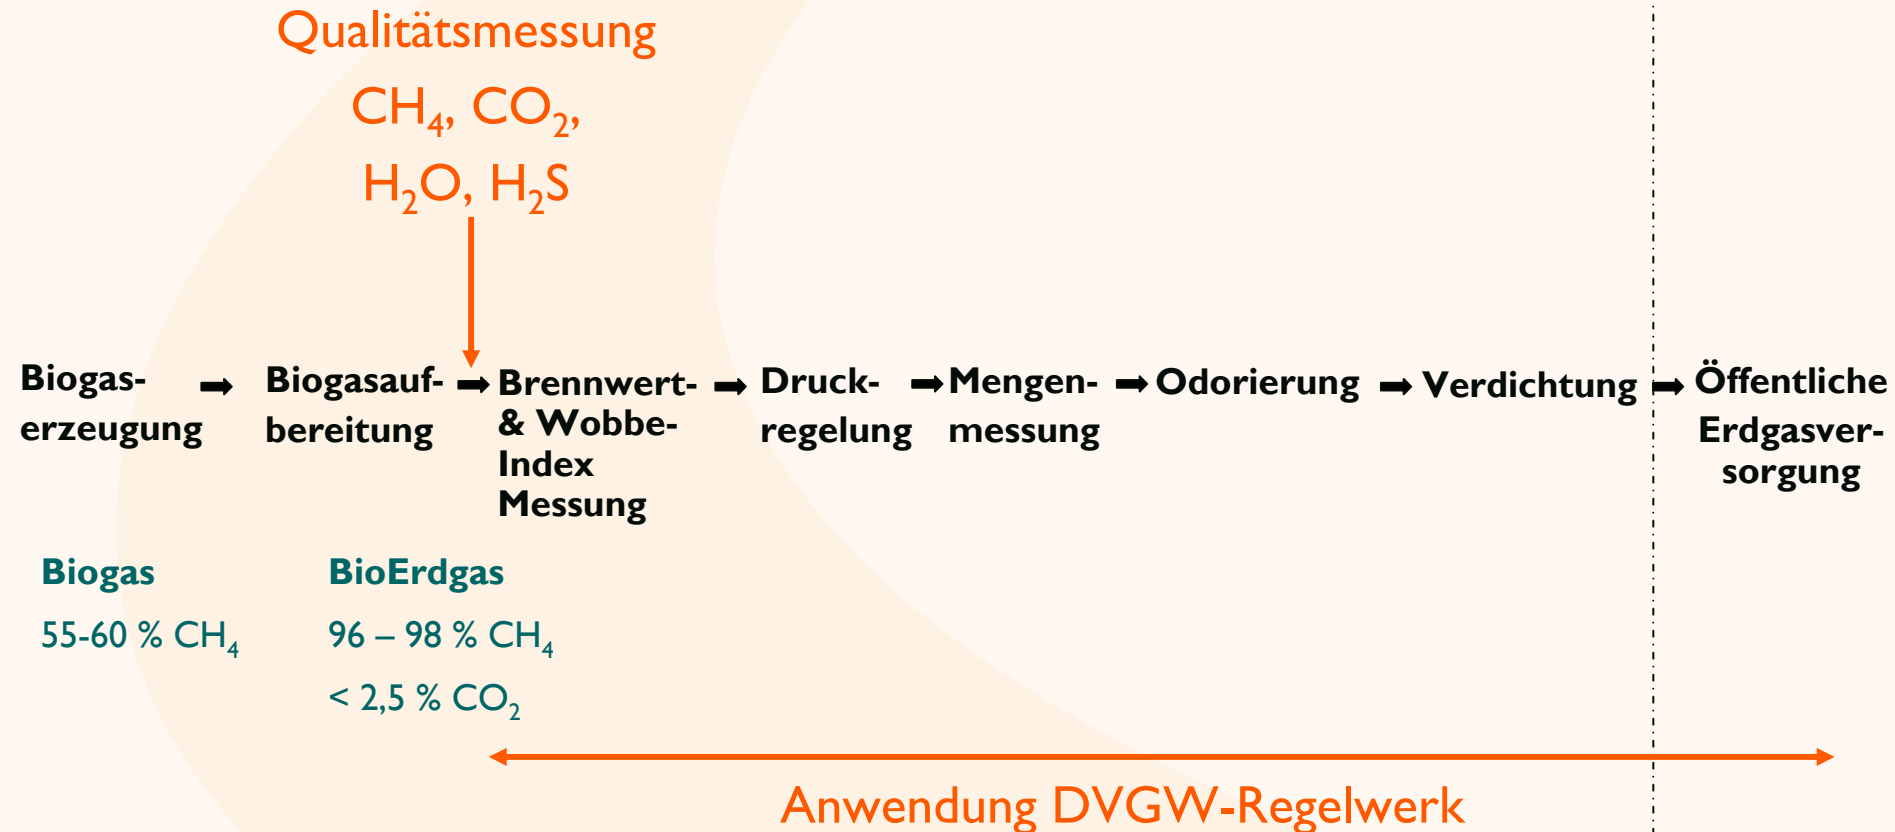 Qualitätsmessung
CH₄, CO₂,
H₂O, H₂S
Biogas-
erzeugung
Biogasauf-
bereitung
Brennwert-
& Wobbe-
Index
Messung
Druck-
regelung
Mengen-
messung
Odorierung
Verdichtung
Öffentliche
Erdgasver-
sorgung
Biogas
55-60 % CH₄
BioErdgas
96 – 98 % CH₄
< 2,5 % CO₂
Anwendung DVGW-Regelwerk